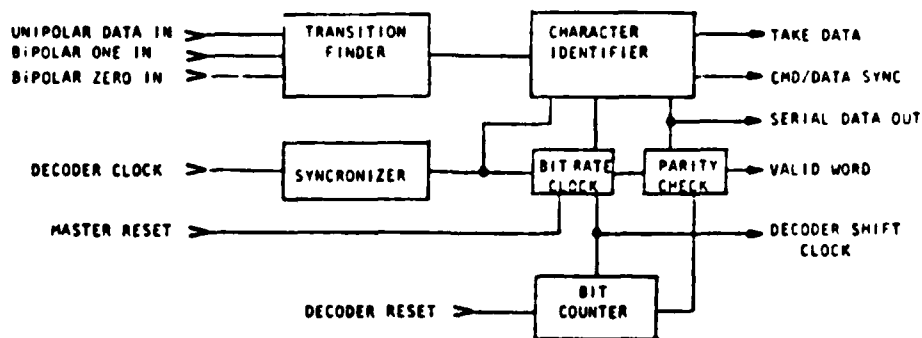 UNIPOLAR DATA IN
BiPOLAR ONE IN
BiPOLAR ZERO IN
TRANSITION
FINDER
CHARACTER
IDENTIFIER
TAKE DATA
CMD/DATA SYNC
SERIAL DATA OUT
DECODER CLOCK
SYNCRONIZER
BIT RATE
CLOCK
PARITY
CHECK
VALID WORD
MASTER RESET
DECODER SHIFT
CLOCK
DECODER RESET
BIT
COUNTER